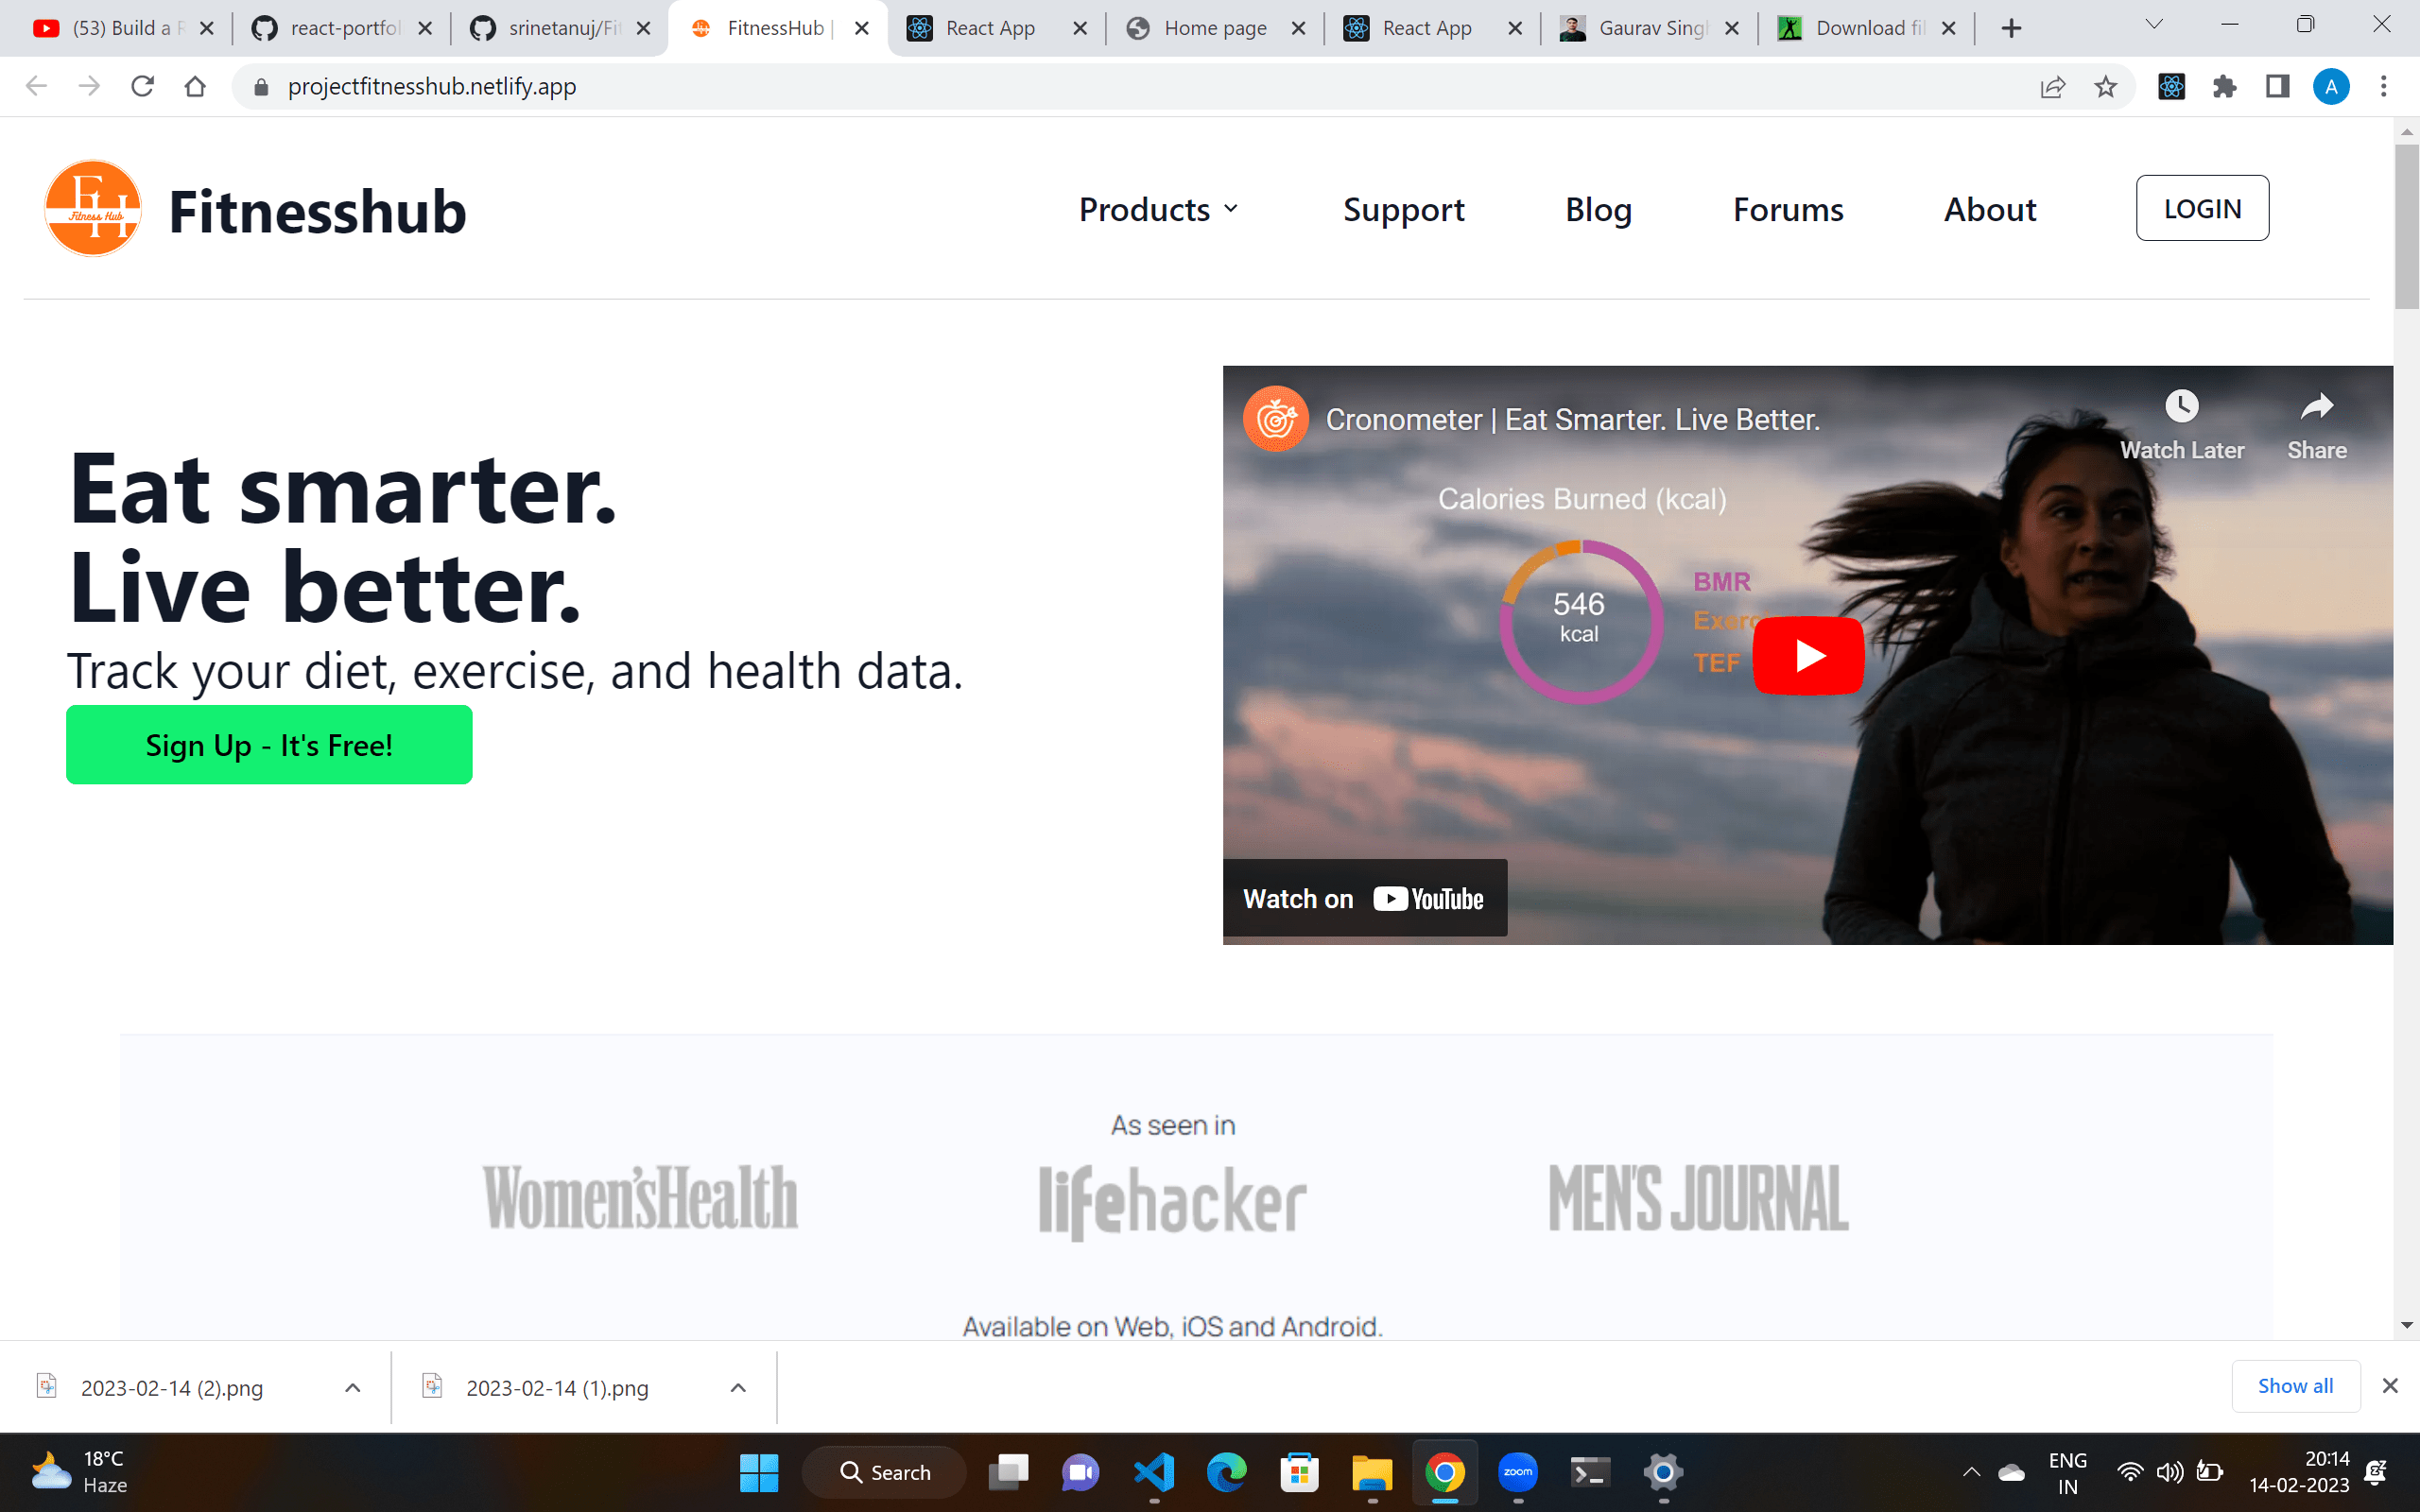 (53) Build a R
react-portfol
srinetanuj/Fit
FitnessHub |
React App
Home page
React App
Gaurav Singh
Download fil
projectfitnesshub.netlify.app
A
FH
Fitness Hub
Fitnesshub
Products
Support
Blog
Forums
About
LOGIN
Eat smarter.
Live better.
Track your diet, exercise, and health data.
Sign Up - It's Free!
Cronometer | Eat Smarter. Live Better.
Watch Later
Share
Calories Burned (kcal)
546
kcal
BMR
Exerc
TEF
Watch on YouTube
As seen in
Women'sHealth
lifehacker
MEN'S JOURNAL
Available on Web, iOS and Android.
2023-02-14 (2).png
2023-02-14 (1).png
Show all
18°C
Haze
Search
zoom
ENG
IN
20:14
14-02-2023